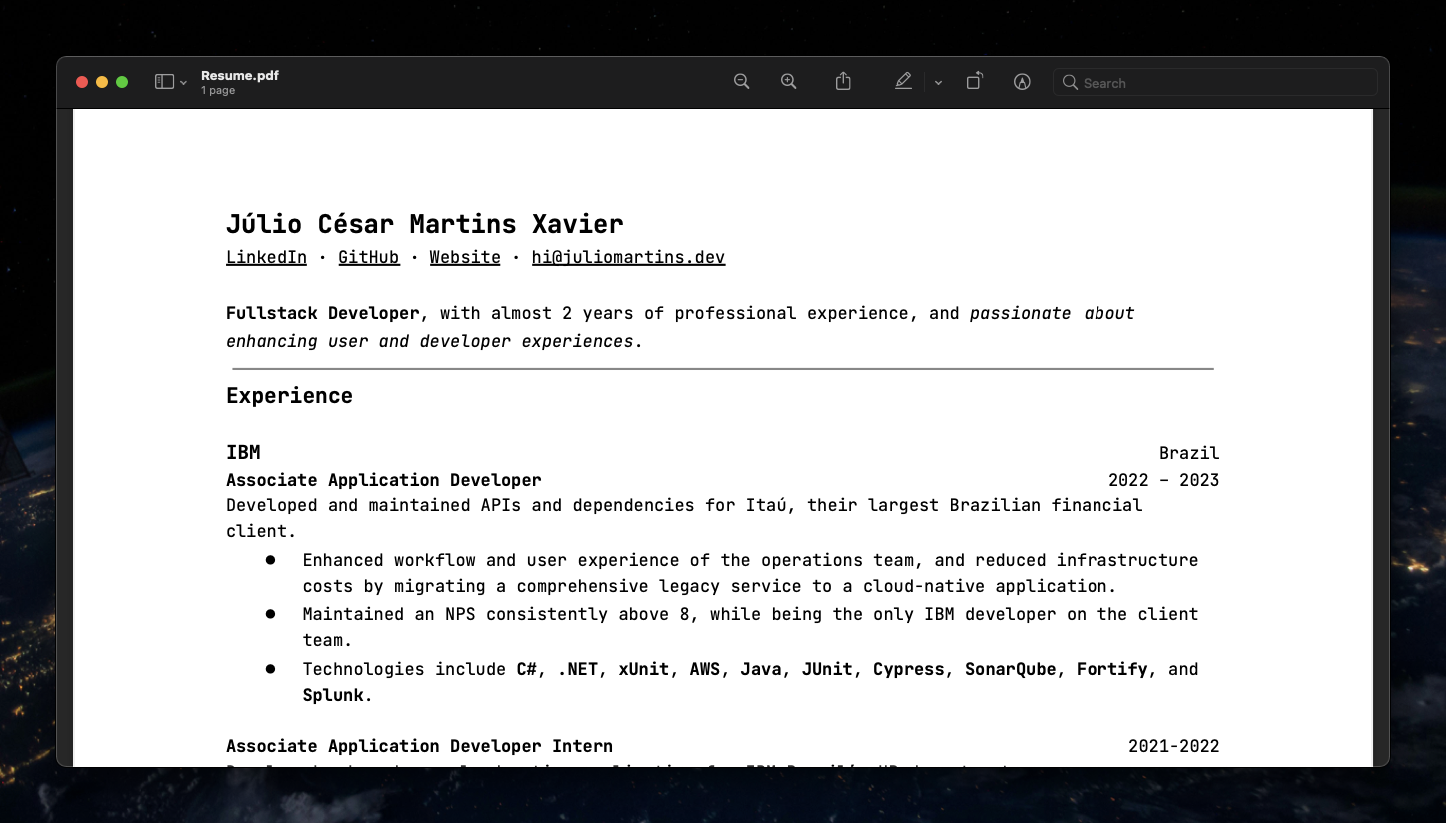 Resume.pdf
1 page
Search
Júlio César Martins Xavier
LinkedIn · GitHub · Website · hi@juliomartins.dev
Fullstack Developer, with almost 2 years of professional experience, and passionate about
enhancing user and developer experiences.
Experience
IBM Brazil
Associate Application Developer 2022 – 2023
Developed and maintained APIs and dependencies for Itaú, their largest Brazilian financial
client.
● Enhanced workflow and user experience of the operations team, and reduced infrastructure
costs by migrating a comprehensive legacy service to a cloud-native application.
● Maintained an NPS consistently above 8, while being the only IBM developer on the client
team.
● Technologies include C#, .NET, xUnit, AWS, Java, JUnit, Cypress, SonarQube, Fortify, and
Splunk.
Associate Application Developer Intern 2021-2022